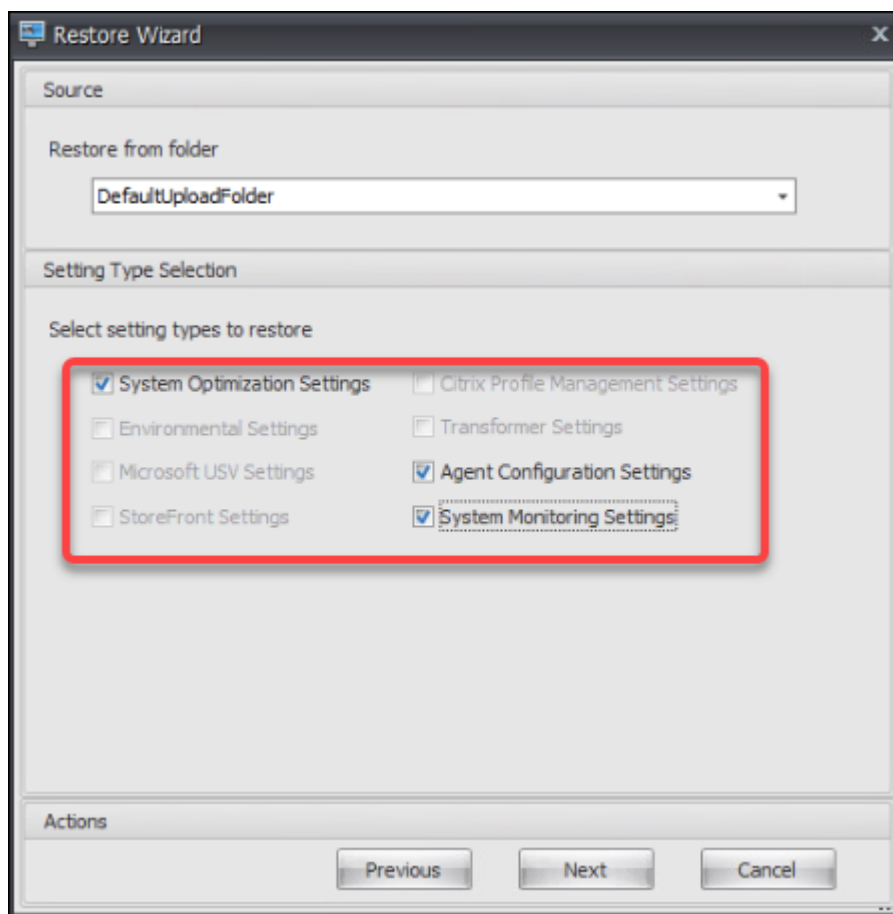 Restore Wizard
Source
Restore from folder
DefaultUploadFolder
Setting Type Selection
Select setting types to restore
System Optimization Settings
Citrix Profile Management Settings
Environmental Settings
Transformer Settings
Microsoft USV Settings
Agent Configuration Settings
StoreFront Settings
System Monitoring Settings
Actions
Previous
Next
Cancel